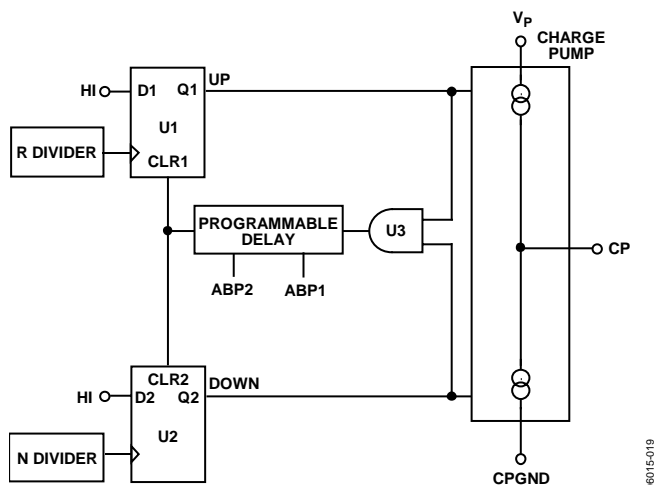 VP
CHARGE
PUMP
UP
HI
D1
Q1
U1
R DIVIDER
CLR1
PROGRAMMABLE
DELAY
U3
CP
ABP2
ABP1
CLR2
DOWN
HI
D2
Q2
U2
N DIVIDER
CPGND
6015-019